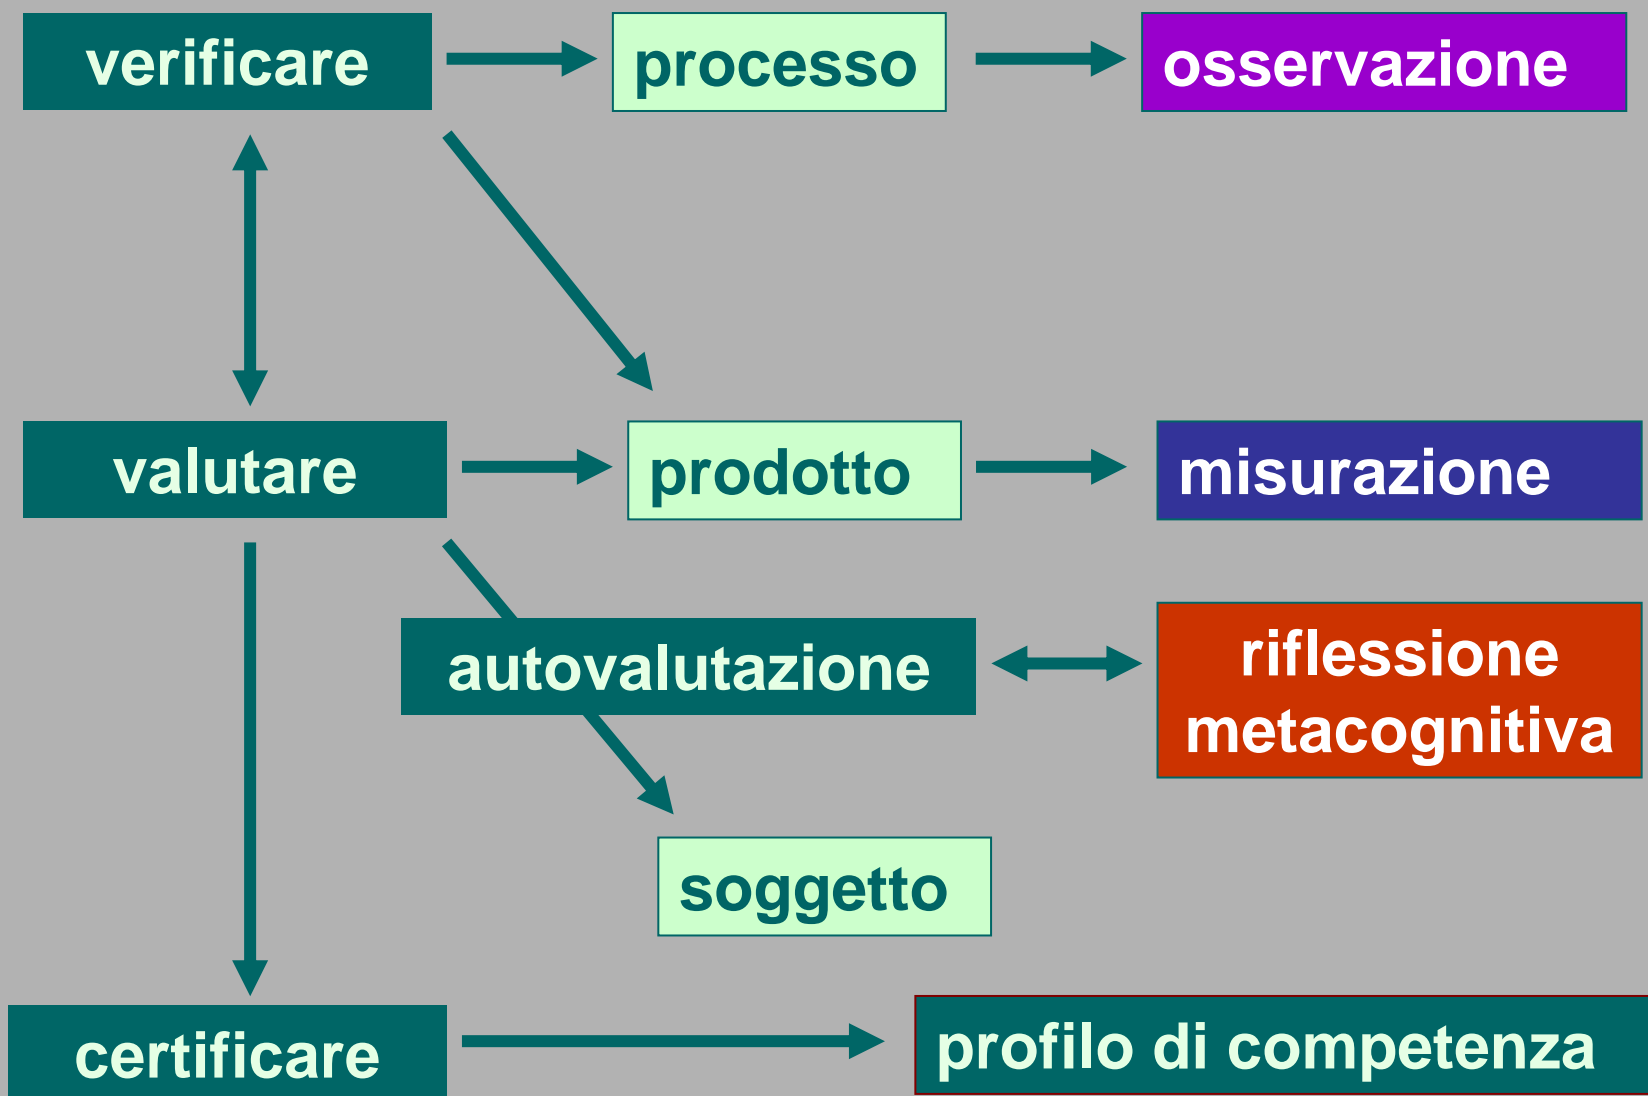 verificare
processo
osservazione
valutare
prodotto
misurazione
autovalutazione
riflessione
metacognitiva
soggetto
certificare
profilo di competenza